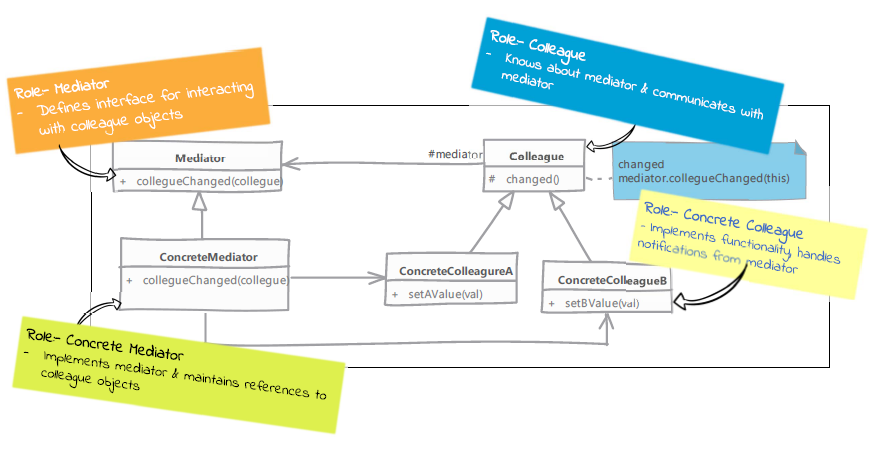 Role:- Colleague
- Knows about mediator & communicates with
mediator
Role:- Mediator
- Defines interface for interacting
with colleague objects
Mediator
+ collegueChanged(collegue)
#mediator
Colleague
# changed()
changed
mediator.collegueChanged(this)
Role:- Concrete Colleague
- Implements functionality, handles
notifications from mediator
ConcreteMediator
+ collegueChanged(collegue)
ConcreteColleagureA
+ setAValue(val)
ConcreteColleagueB
+ setBValue(val)
Role:- Concrete Mediator
- Implements mediator & maintains references to
colleague objects